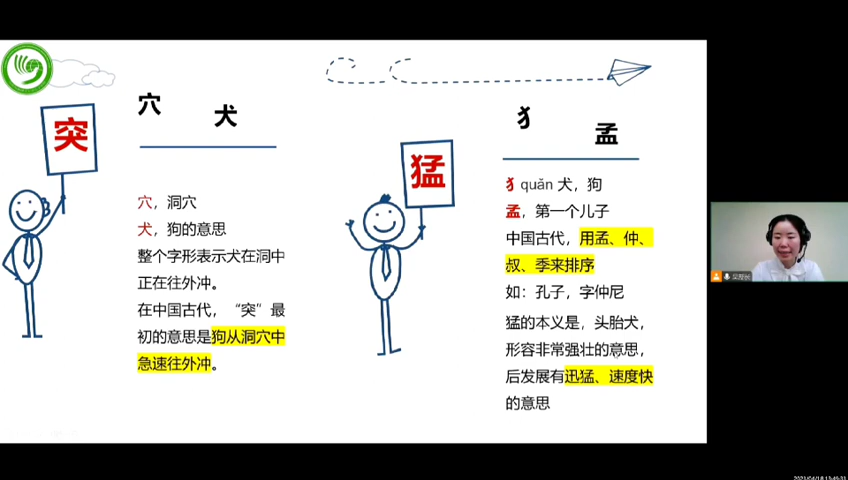 突
穴
犬
穴，洞穴
犬，狗的意思
整个字形表示犬在洞中
正在往外冲。
在中国古代，“突”最
初的意思是狗从洞穴中
急速往外冲。
猛
犭
孟
犭quǎn 犬，狗
孟，第一个儿子
中国古代，用孟、仲、
叔、季来排序
如：孔子，字仲尼
猛的本义是，头胎犬，
形容非常强壮的意思，
后发展有迅猛、速度快
的意思